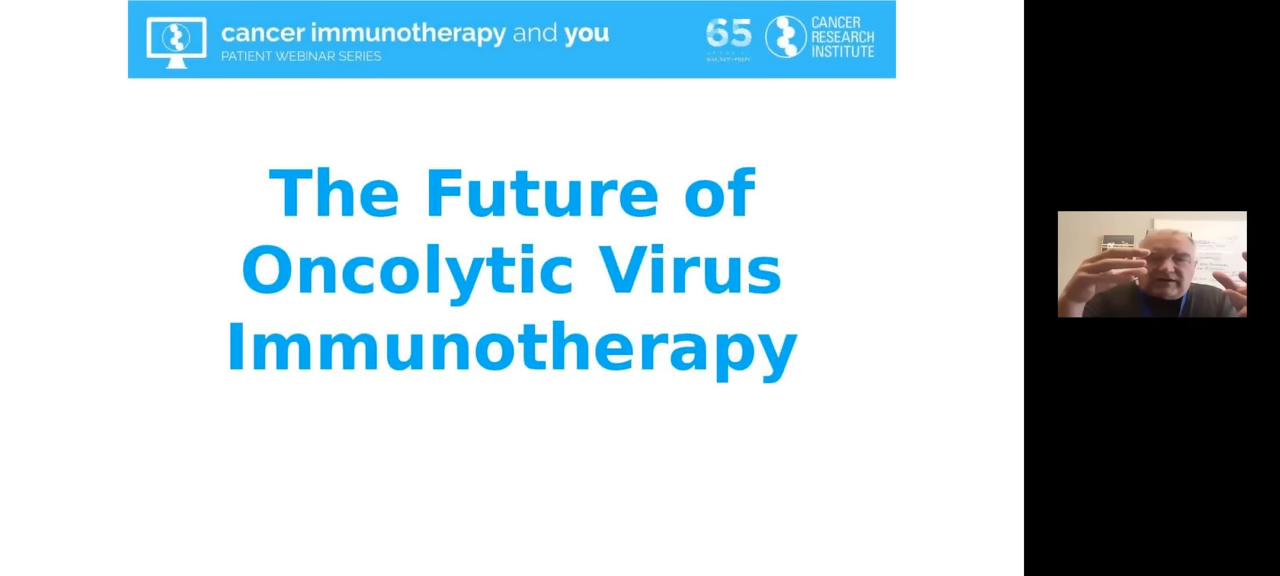 cancer immunotherapy and you
PATIENT WEBINAR SERIES
65
CANCER
RESEARCH
INSTITUTE
The Future of
Oncolytic Virus
Immunotherapy